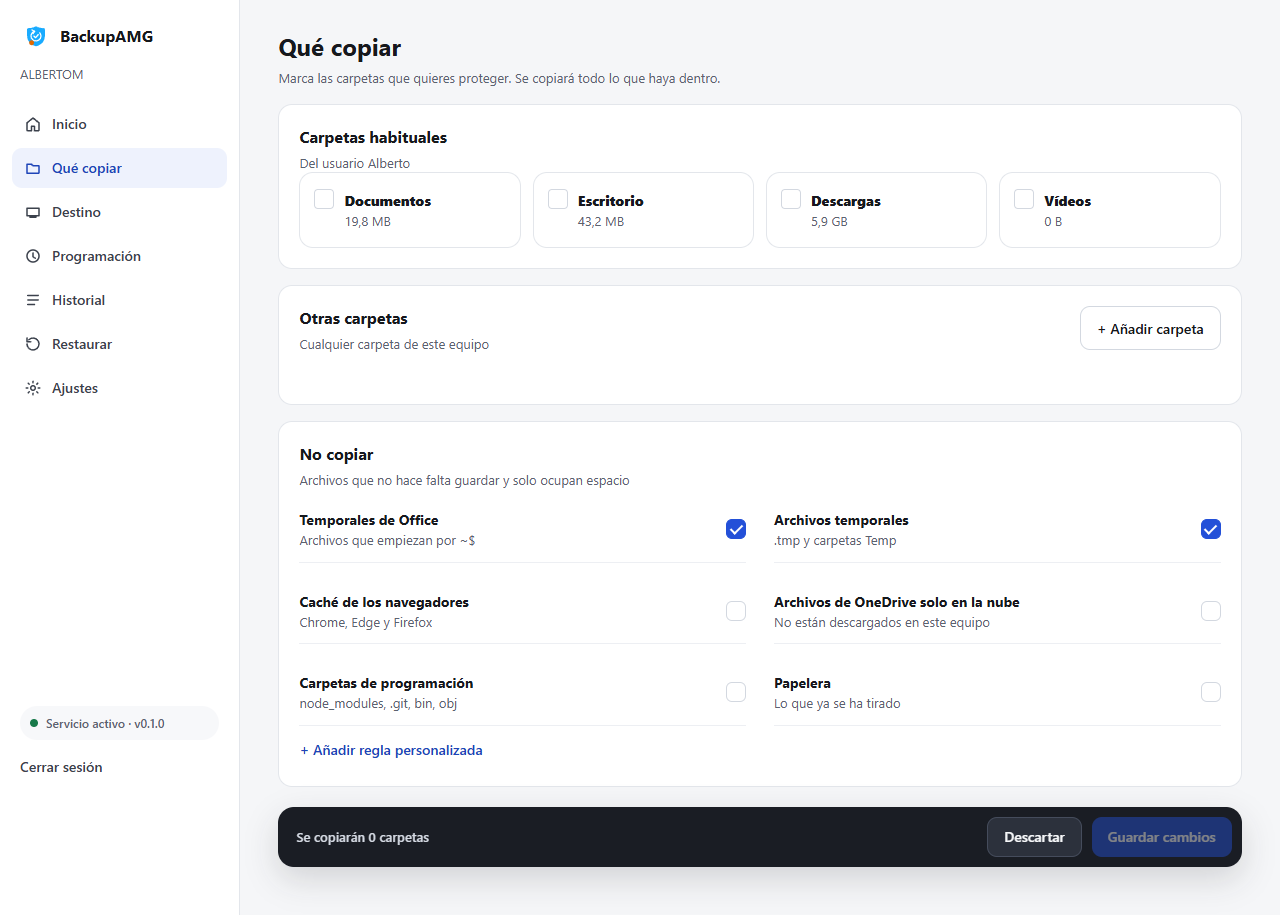 BackupAMG
ALBERTOM
Inicio
Qué copiar
Destino
Programación
Historial
Restaurar
Ajustes
Servicio activo · v0.1.0
Cerrar sesión
Qué copiar
Marca las carpetas que quieres proteger. Se copiará todo lo que haya dentro.
Carpetas habituales
Del usuario Alberto
Documentos
19,8 MB
Escritorio
43,2 MB
Descargas
5,9 GB
Vídeos
0 B
Otras carpetas
Cualquier carpeta de este equipo
+ Añadir carpeta
No copiar
Archivos que no hace falta guardar y solo ocupan espacio
Temporales de Office
Archivos que empiezan por ~$
Archivos temporales
.tmp y carpetas Temp
Caché de los navegadores
Chrome, Edge y Firefox
Archivos de OneDrive solo en la nube
No están descargados en este equipo
Carpetas de programación
node_modules, .git, bin, obj
Papelera
Lo que ya se ha tirado
+ Añadir regla personalizada
Se copiarán 0 carpetas
Descartar
Guardar cambios